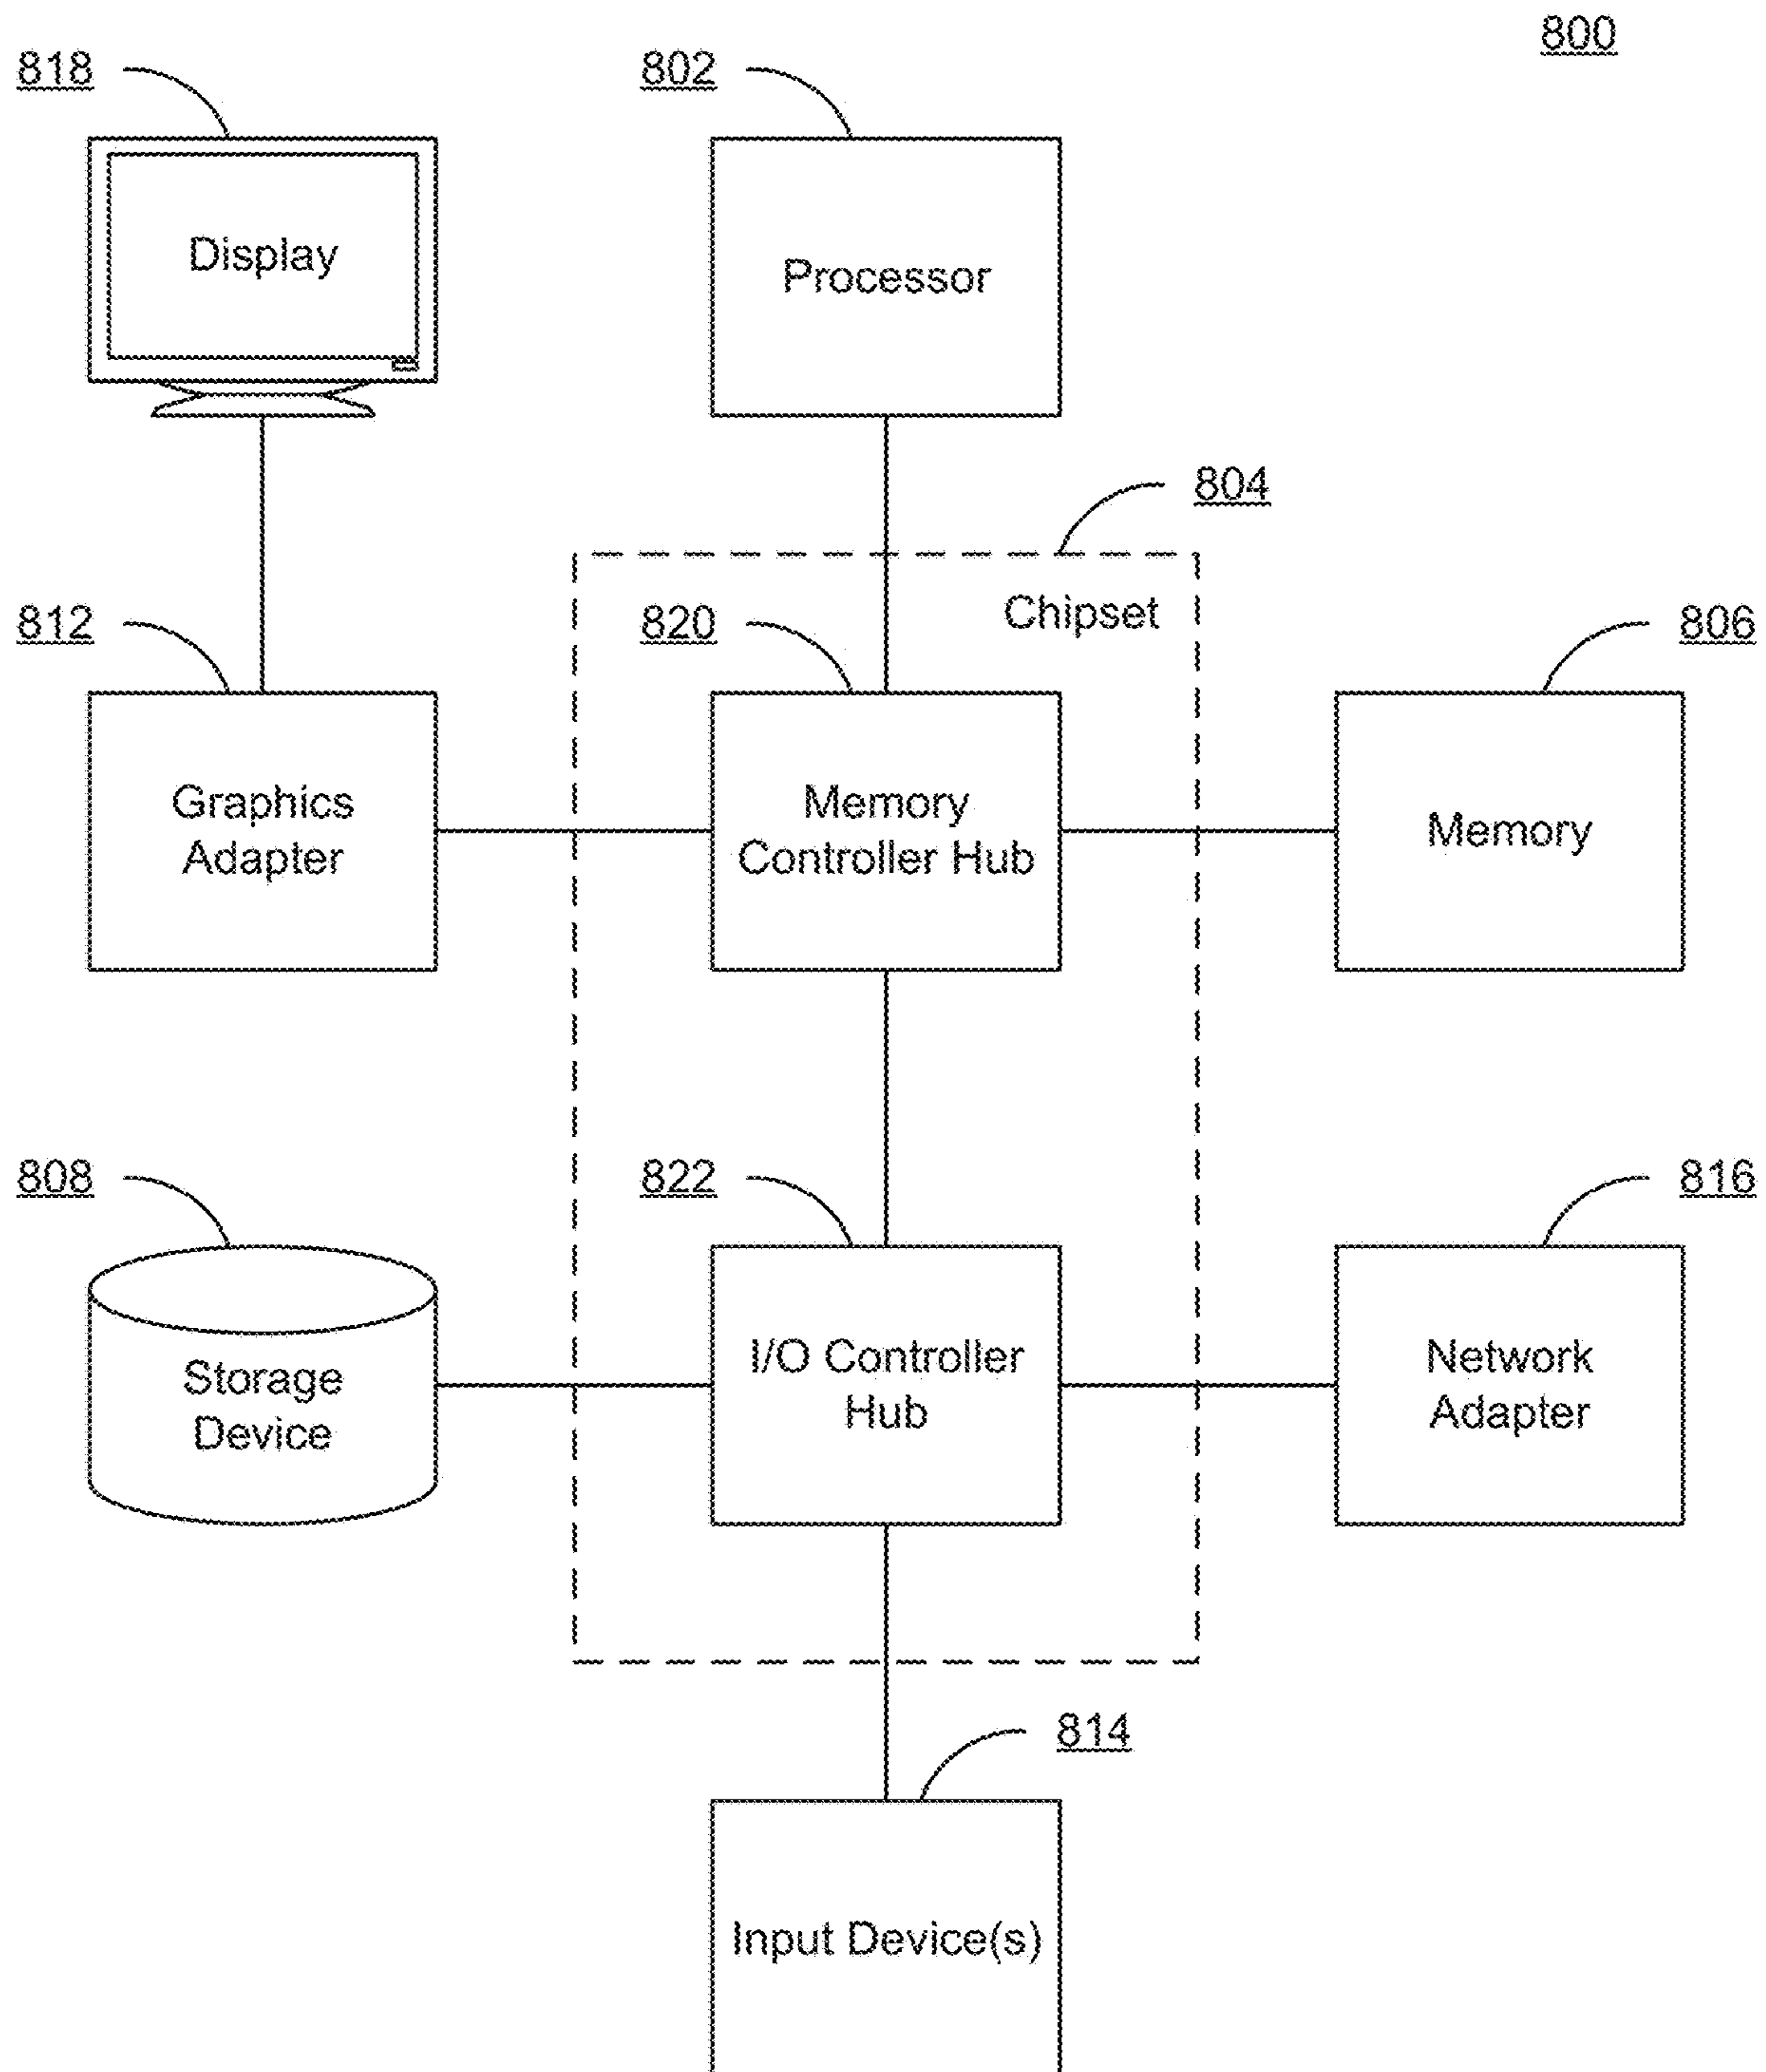 800
818
802
Display
Processor
804
Chipset
812
820
806
Graphics
Adapter
Memory
Controller Hub
Memory
808
822
816
Storage
Device
I/O Controller
Hub
Network
Adapter
814
Input Device(s)